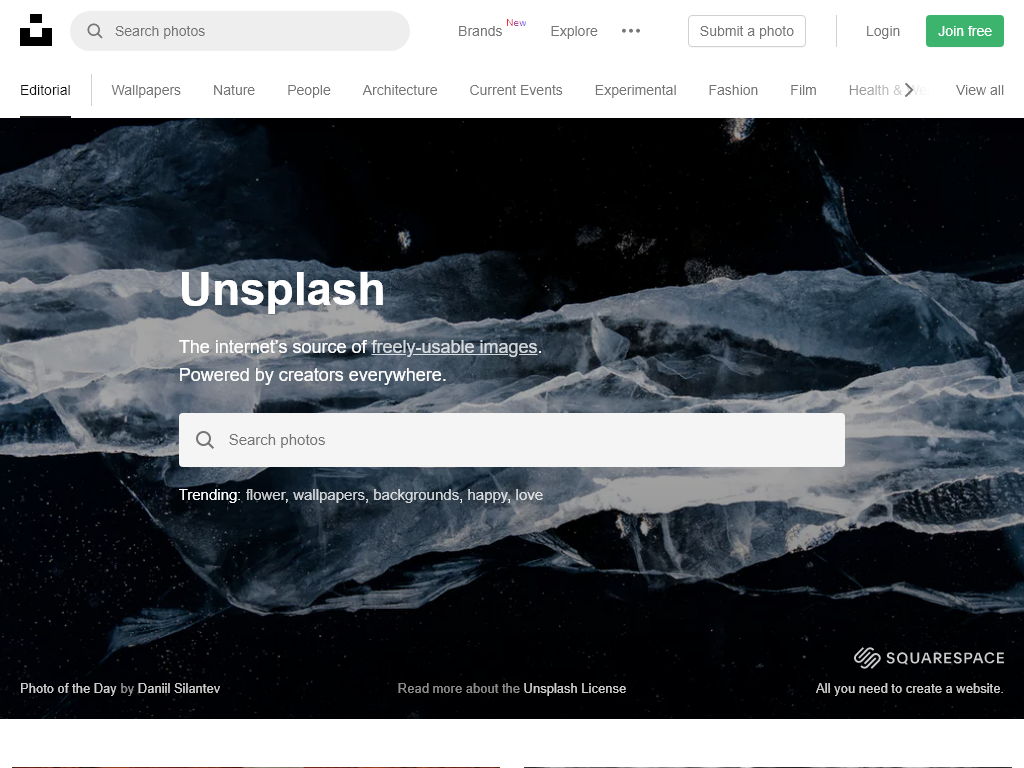 Search photos
Brands New
Explore
Submit a photo
Login
Join free
Editorial
Wallpapers
Nature
People
Architecture
Current Events
Experimental
Fashion
Film
Health &
View all
Unsplash
The internet's source of freely-usable images.
Powered by creators everywhere.
Search photos
Trending: flower, wallpapers, backgrounds, happy, love
SQUARESPACE
Photo of the Day by Daniil Silantev
Read more about the Unsplash License
All you need to create a website.